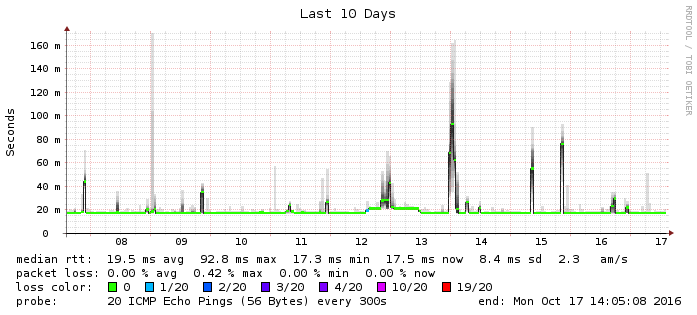 Last 10 Days
RRDTOOL / TOBI OETIKER
Seconds
160 m
140 m
120 m
100 m
80 m
60 m
40 m
20 m
0
08 09 10 11 12 13 14 15 16 17
median rtt: 19.5 ms avg 92.8 ms max 17.3 ms min 17.5 ms now 8.4 ms sd 2.3 am/s
packet loss: 0.00 % avg 0.42 % max 0.00 % min 0.00 % now
loss color: 0 1/20 2/20 3/20 4/20 10/20 19/20
probe: 20 ICMP Echo Pings (56 Bytes) every 300s end: Mon Oct 17 14:05:08 2016